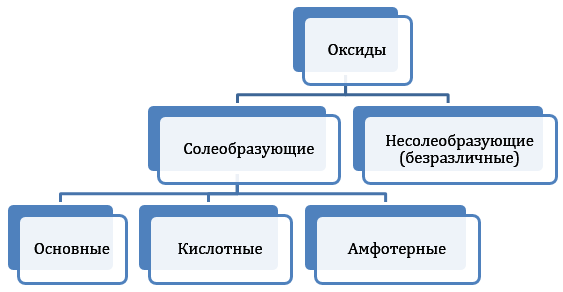 Оксиды
Солеобразующие
Несолеобразующие
(безразличные)
Основные
Кислотные
Амфотерные